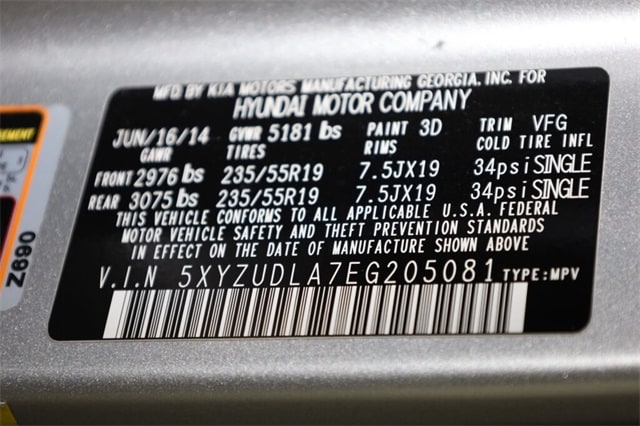 MFD BY KIA MOTORS MANUFACTURING GEORGIA, INC. FOR
HYUNDAI MOTOR COMPANY
JUN/16/14 GVWR 5181 lbs PAINT 3D TRIM VFG
GAWR TIRES RIMS COLD TIRE INFL
FRONT 2976 lbs 235/55R19 7.5JX19 34psi SINGLE
REAR 3075 lbs 235/55R19 7.5JX19 34psi SINGLE
THIS VEHICLE CONFORMS TO ALL APPLICABLE U.S.A. FEDERAL
MOTOR VEHICLE SAFETY AND THEFT PREVENTION STANDARDS
IN EFFECT ON THE DATE OF MANUFACTURE SHOWN ABOVE
V.I.N 5XYZUDLA7EG205081 TYPE:MPV
Z690